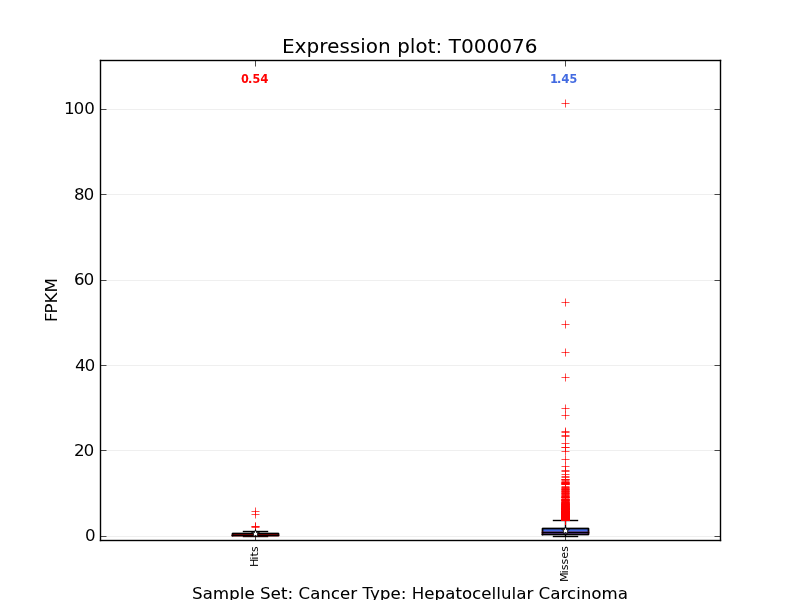 Expression plot: T000076
0.54
1.45
100
80
60
40
20
0
FPKM
Hits
Misses
Sample Set: Cancer Type: Hepatocellular Carcinoma